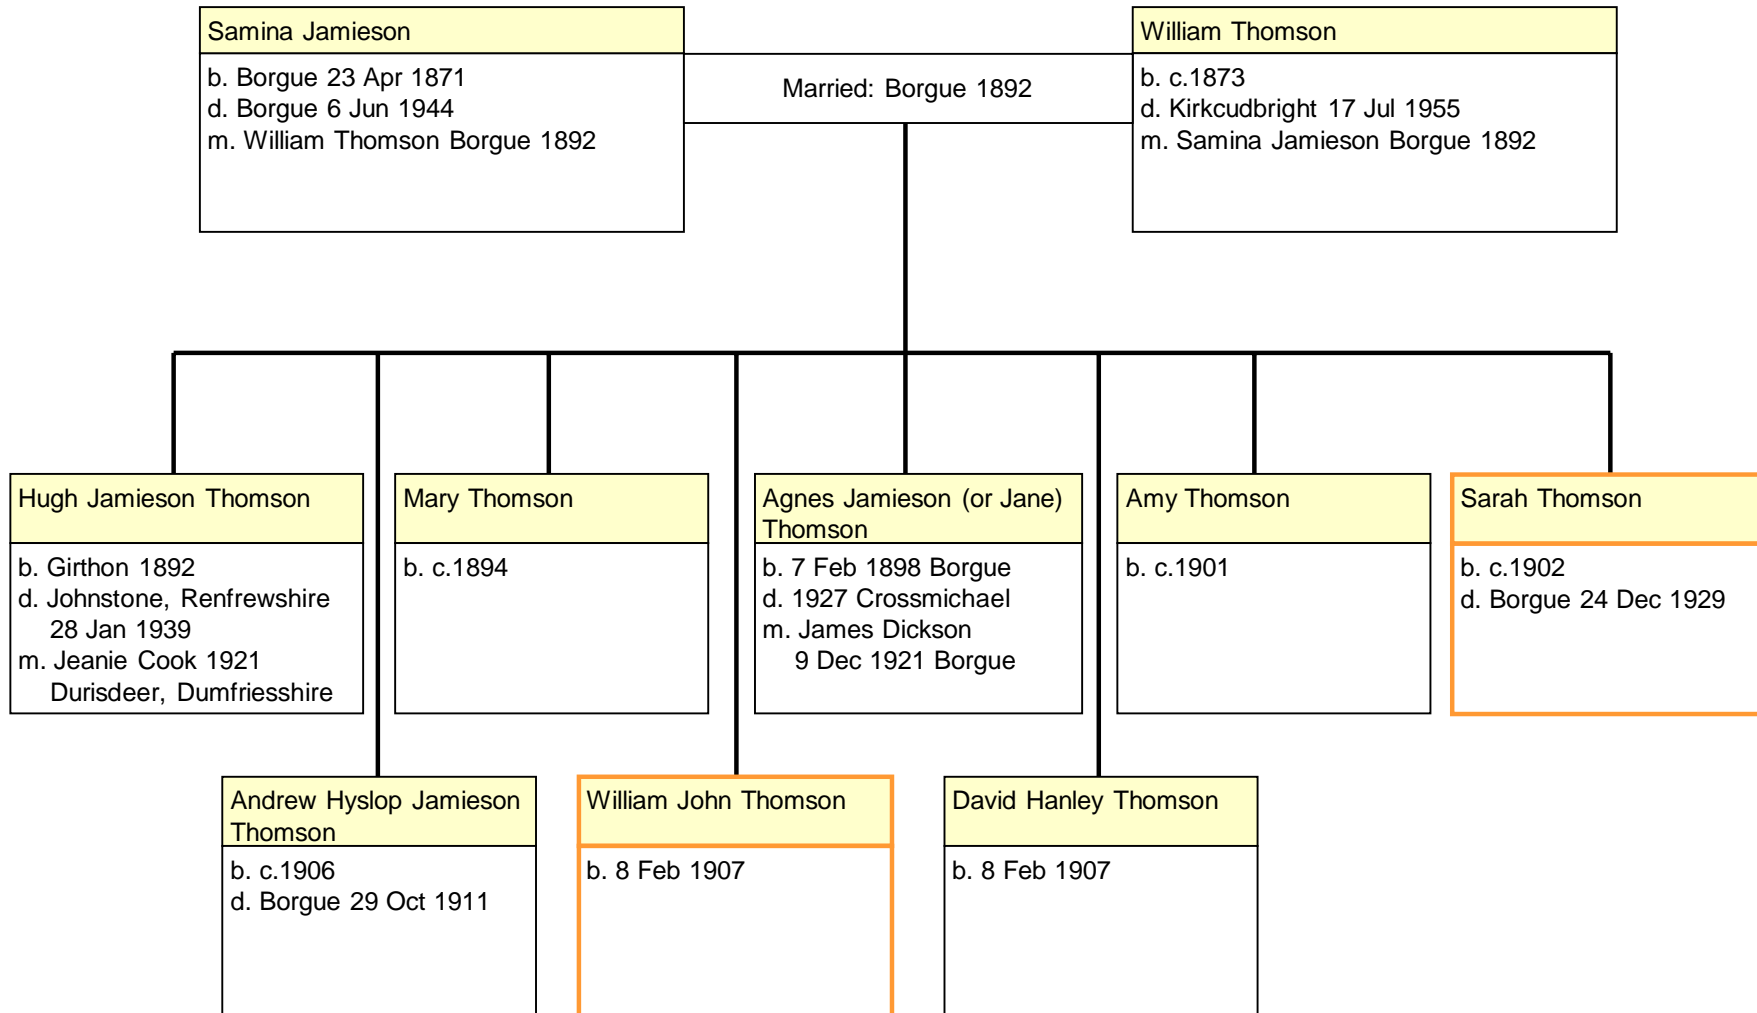 Samina Jamieson
b. Borgue 23 Apr 1871
d. Borgue 6 Jun 1944
m. William Thomson Borgue 1892
Married: Borgue 1892
William Thomson
b. c.1873
d. Kirkcudbright 17 Jul 1955
m. Samina Jamieson Borgue 1892
Hugh Jamieson Thomson
b. Girthon 1892
d. Johnstone, Renfrewshire
28 Jan 1939
m. Jeanie Cook 1921
Durisdeer, Dumfriesshire
Mary Thomson
b. c.1894
Agnes Jamieson (or Jane)
Thomson
b. 7 Feb 1898 Borgue
d. 1927 Crossmichael
m. James Dickson
9 Dec 1921 Borgue
Amy Thomson
b. c.1901
Sarah Thomson
b. c.1902
d. Borgue 24 Dec 1929
Andrew Hyslop Jamieson
Thomson
b. c.1906
d. Borgue 29 Oct 1911
William John Thomson
b. 8 Feb 1907
David Hanley Thomson
b. 8 Feb 1907